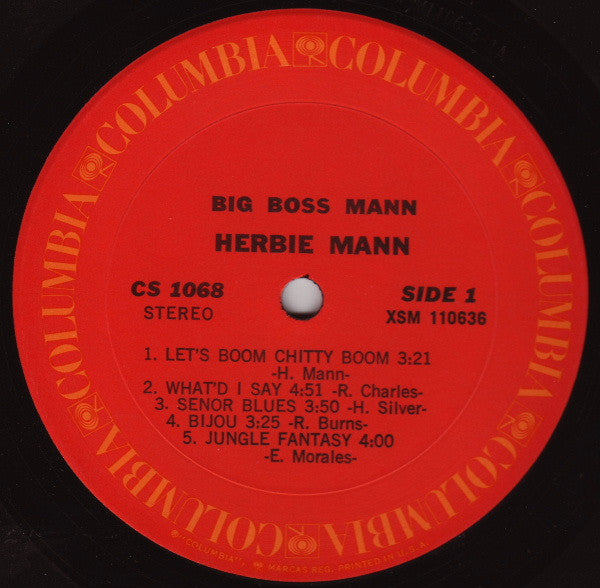 COLUMBIA COLUMBIA COLUMBIA COLUMBIA COLUMBIA COLUMBIA
BIG BOSS MANN
HERBIE MANN
CS 1068
STEREO
SIDE 1
XSM 110636
1. LET'S BOOM CHITTY BOOM 3:21
-H. Mann-
2. WHAT'D I SAY 4:51 -R. Charles-
3. SENOR BLUES 3:50 -H. Silver-
4. BIJOU 3:25 -R. Burns-
5. JUNGLE FANTASY 4:00
-E. Morales-
® "COLUMBIA", MARCAS REG. PRINTED IN U.S.A.